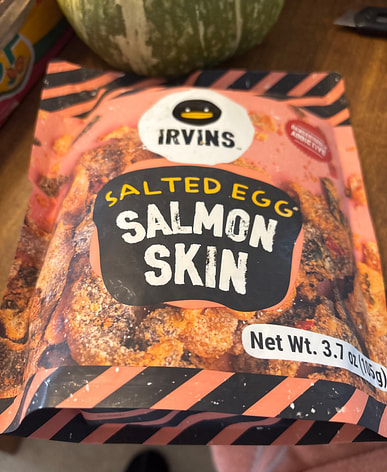 IRVINS
SALTED EGG
SALMON
SKIN
Net Wt. 3.7 oz (105g)